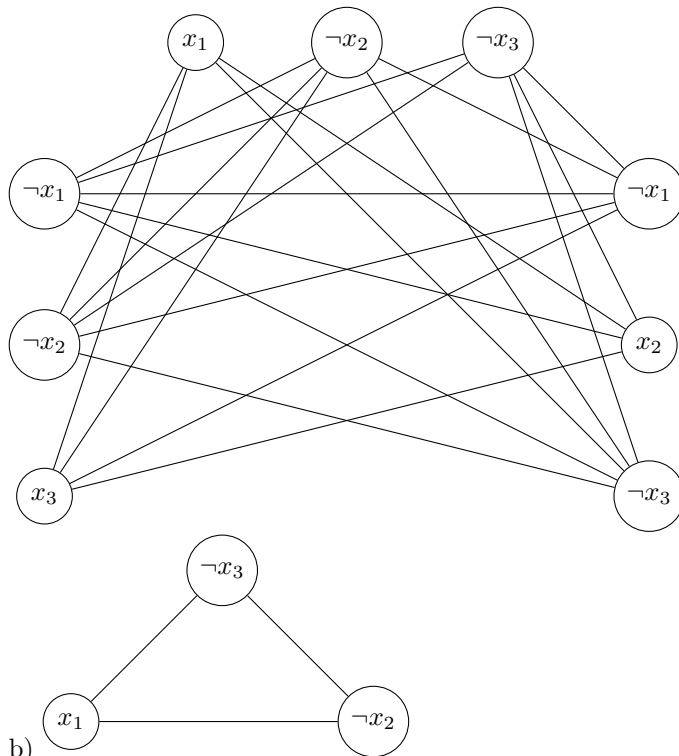 x₁ ¬x₂ ¬x₃
¬x₁ ¬x₁
¬x₂ x₂
x₃ ¬x₃
¬x₃
b) x₁ ¬x₂